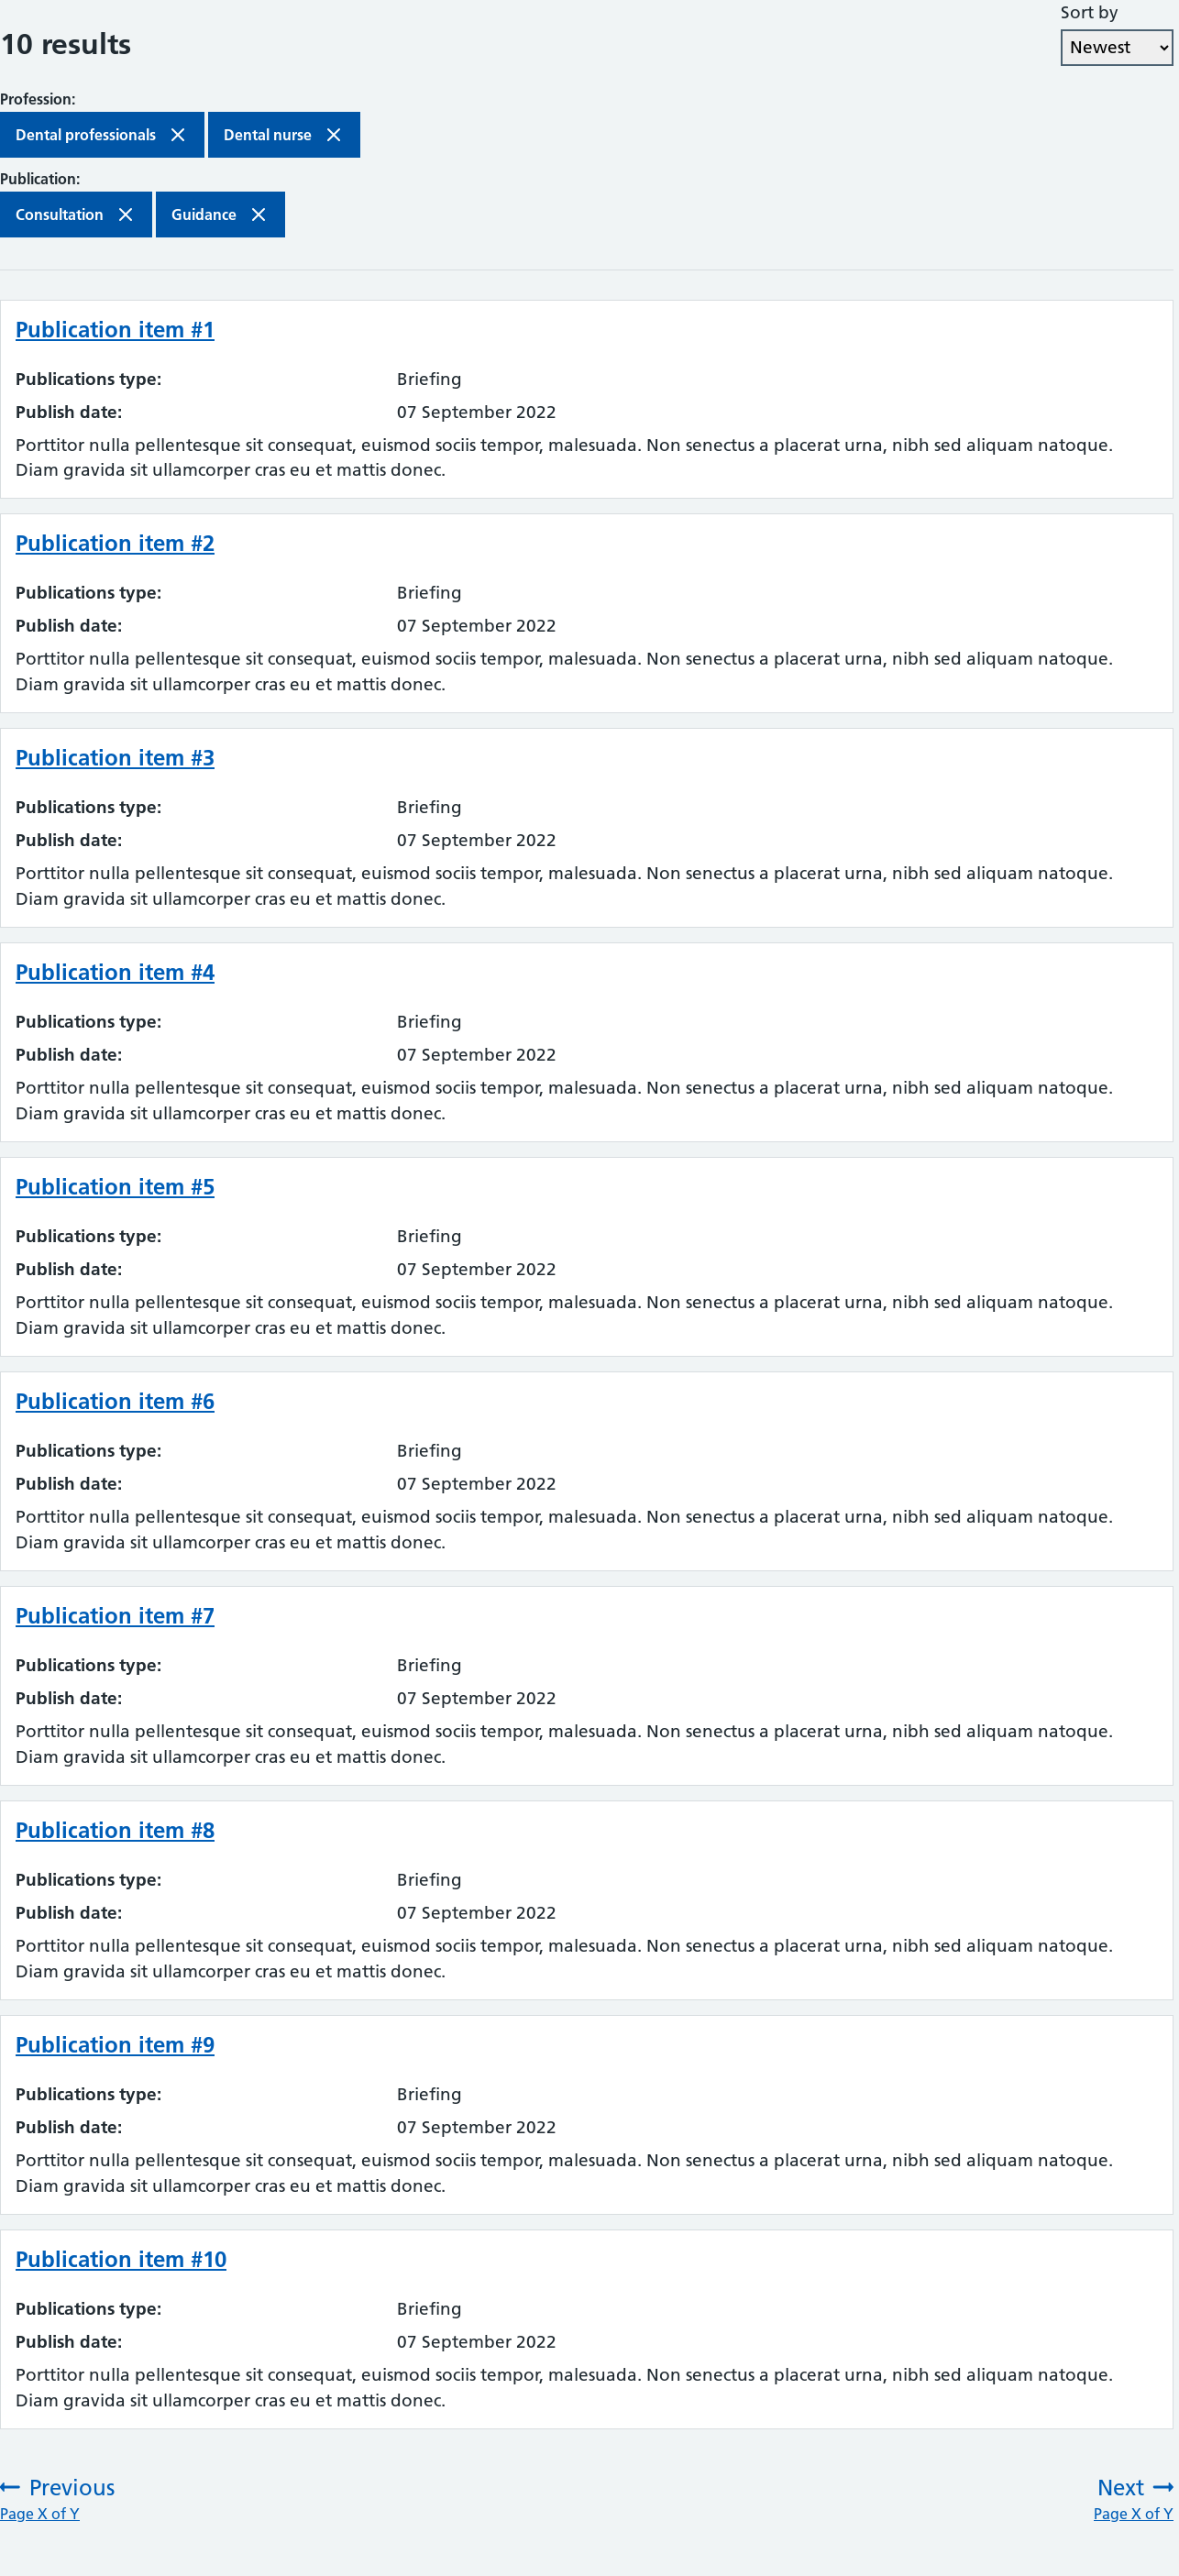 Sort by
10 results
Newest
Profession:
Dental professionals Dental nurse
Publication:
Consultation Guidance
Publication item #1
Publications type: Briefing
Publish date: 07 September 2022
Porttitor nulla pellentesque sit consequat, euismod sociis tempor, malesuada. Non senectus a placerat urna, nibh sed aliquam natoque.
Diam gravida sit ullamcorper cras eu et mattis donec.
Publication item #2
Publications type: Briefing
Publish date: 07 September 2022
Porttitor nulla pellentesque sit consequat, euismod sociis tempor, malesuada. Non senectus a placerat urna, nibh sed aliquam natoque.
Diam gravida sit ullamcorper cras eu et mattis donec.
Publication item #3
Publications type: Briefing
Publish date: 07 September 2022
Porttitor nulla pellentesque sit consequat, euismod sociis tempor, malesuada. Non senectus a placerat urna, nibh sed aliquam natoque.
Diam gravida sit ullamcorper cras eu et mattis donec.
Publication item #4
Publications type: Briefing
Publish date: 07 September 2022
Porttitor nulla pellentesque sit consequat, euismod sociis tempor, malesuada. Non senectus a placerat urna, nibh sed aliquam natoque.
Diam gravida sit ullamcorper cras eu et mattis donec.
Publication item #5
Publications type: Briefing
Publish date: 07 September 2022
Porttitor nulla pellentesque sit consequat, euismod sociis tempor, malesuada. Non senectus a placerat urna, nibh sed aliquam natoque.
Diam gravida sit ullamcorper cras eu et mattis donec.
Publication item #6
Publications type: Briefing
Publish date: 07 September 2022
Porttitor nulla pellentesque sit consequat, euismod sociis tempor, malesuada. Non senectus a placerat urna, nibh sed aliquam natoque.
Diam gravida sit ullamcorper cras eu et mattis donec.
Publication item #7
Publications type: Briefing
Publish date: 07 September 2022
Porttitor nulla pellentesque sit consequat, euismod sociis tempor, malesuada. Non senectus a placerat urna, nibh sed aliquam natoque.
Diam gravida sit ullamcorper cras eu et mattis donec.
Publication item #8
Publications type: Briefing
Publish date: 07 September 2022
Porttitor nulla pellentesque sit consequat, euismod sociis tempor, malesuada. Non senectus a placerat urna, nibh sed aliquam natoque.
Diam gravida sit ullamcorper cras eu et mattis donec.
Publication item #9
Publications type: Briefing
Publish date: 07 September 2022
Porttitor nulla pellentesque sit consequat, euismod sociis tempor, malesuada. Non senectus a placerat urna, nibh sed aliquam natoque.
Diam gravida sit ullamcorper cras eu et mattis donec.
Publication item #10
Publications type: Briefing
Publish date: 07 September 2022
Porttitor nulla pellentesque sit consequat, euismod sociis tempor, malesuada. Non senectus a placerat urna, nibh sed aliquam natoque.
Diam gravida sit ullamcorper cras eu et mattis donec.
Previous Next
Page X of Y Page X of Y